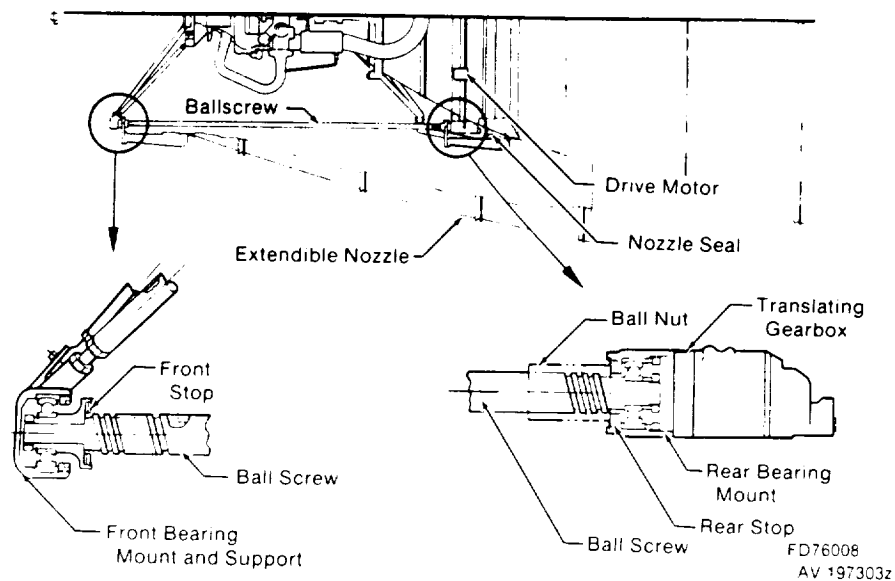 Ballscrew
Drive Motor
Nozzle Seal
Extendible Nozzle
Translating
Gearbox
Ball Nut
Front
Stop
Ball Screw
Rear Bearing
Mount
Front Bearing
Mount and Support
Rear Stop
Ball Screw
FD76008
AV 197303z